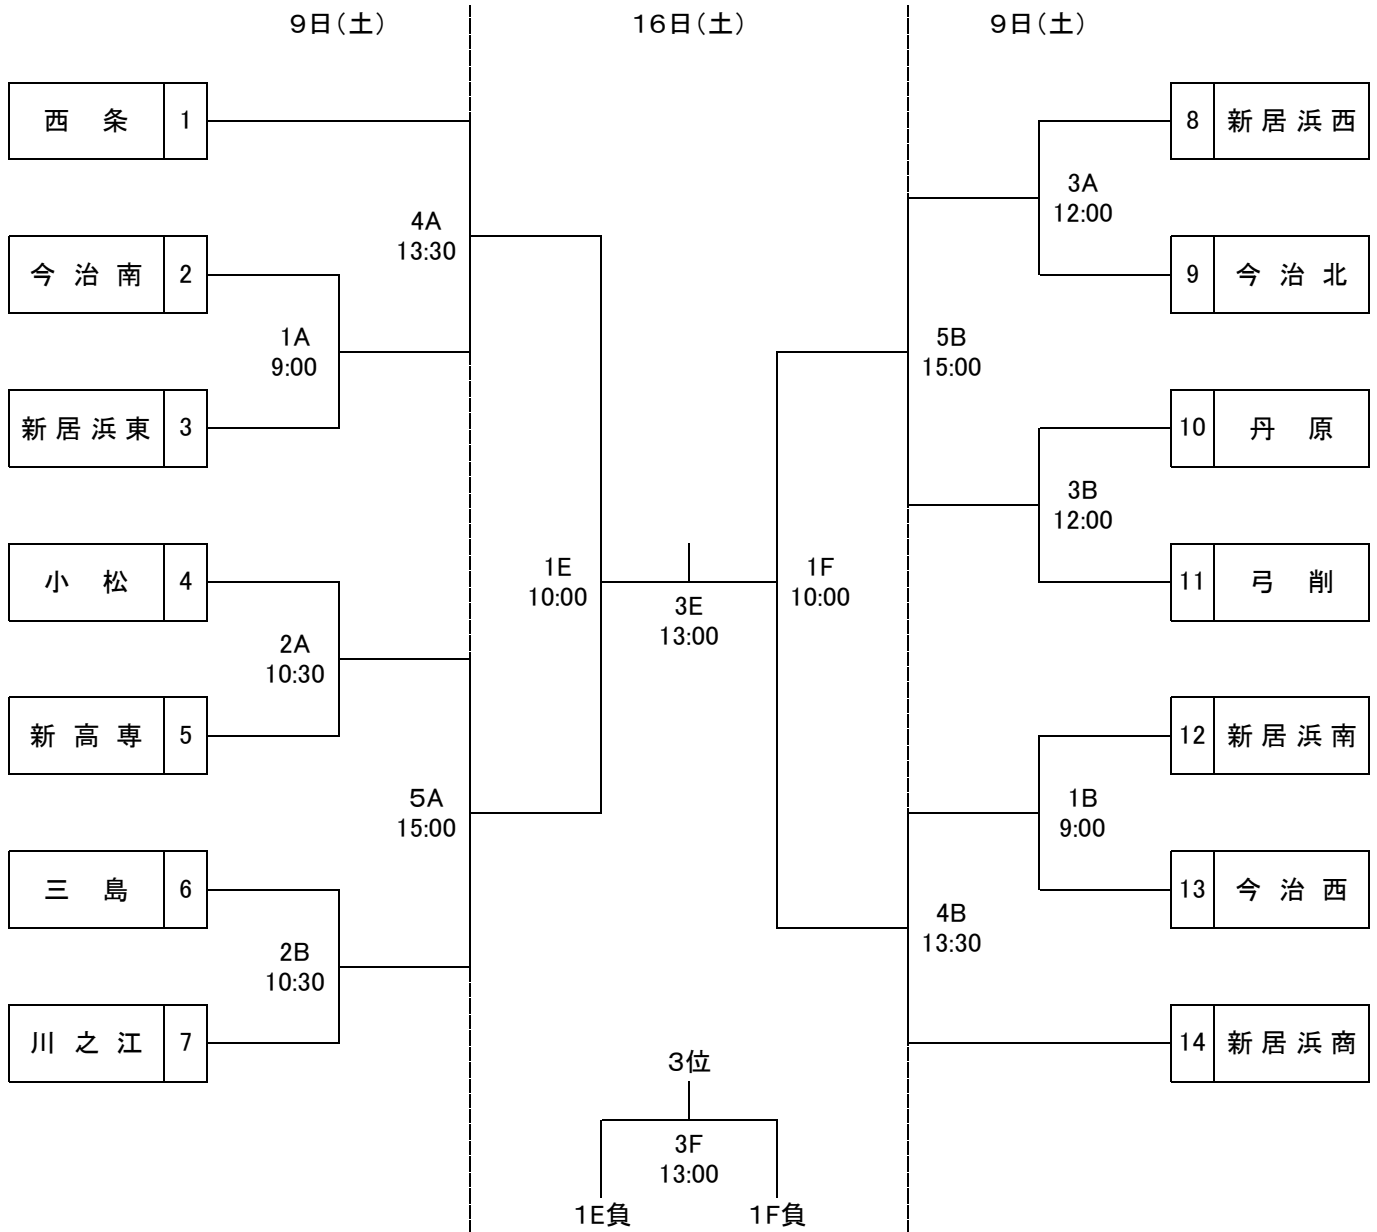 9日(土)
16日(土)
9日(土)
西 条 1
4A
13:30
今 治 南 2
1A
9:00
新 居 浜 東 3
小 松 4
2A
10:30
新 高 専 5
5A
15:00
三 島 6
2B
10:30
川 之 江 7
1E
10:00
3E
13:00
1F
10:00
3位
3F
13:00
1E負
1F負
8 新 居 浜 西
3A
12:00
9 今 治 北
5B
15:00
10 丹 原
3B
12:00
11 弓 削
12 新 居 浜 南
1B
9:00
13 今 治 西
4B
13:30
14 新 居 浜 商